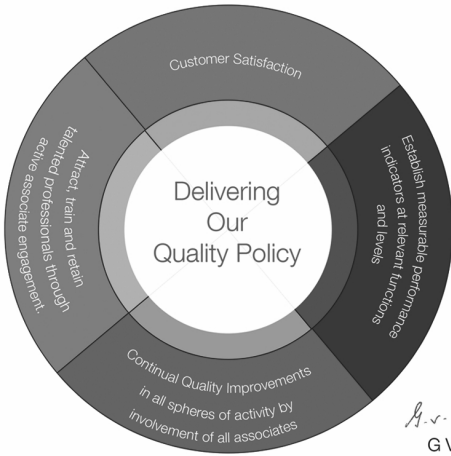 Customer Satisfaction
Establish measurable performance
indicators at relevant functions
and levels
Delivering
Our
Quality Policy
Attract, train and retain
talented professionals through
active associate engagement.
Continual Quality Improvements
in all spheres of activity by
involvement of all associates
G V